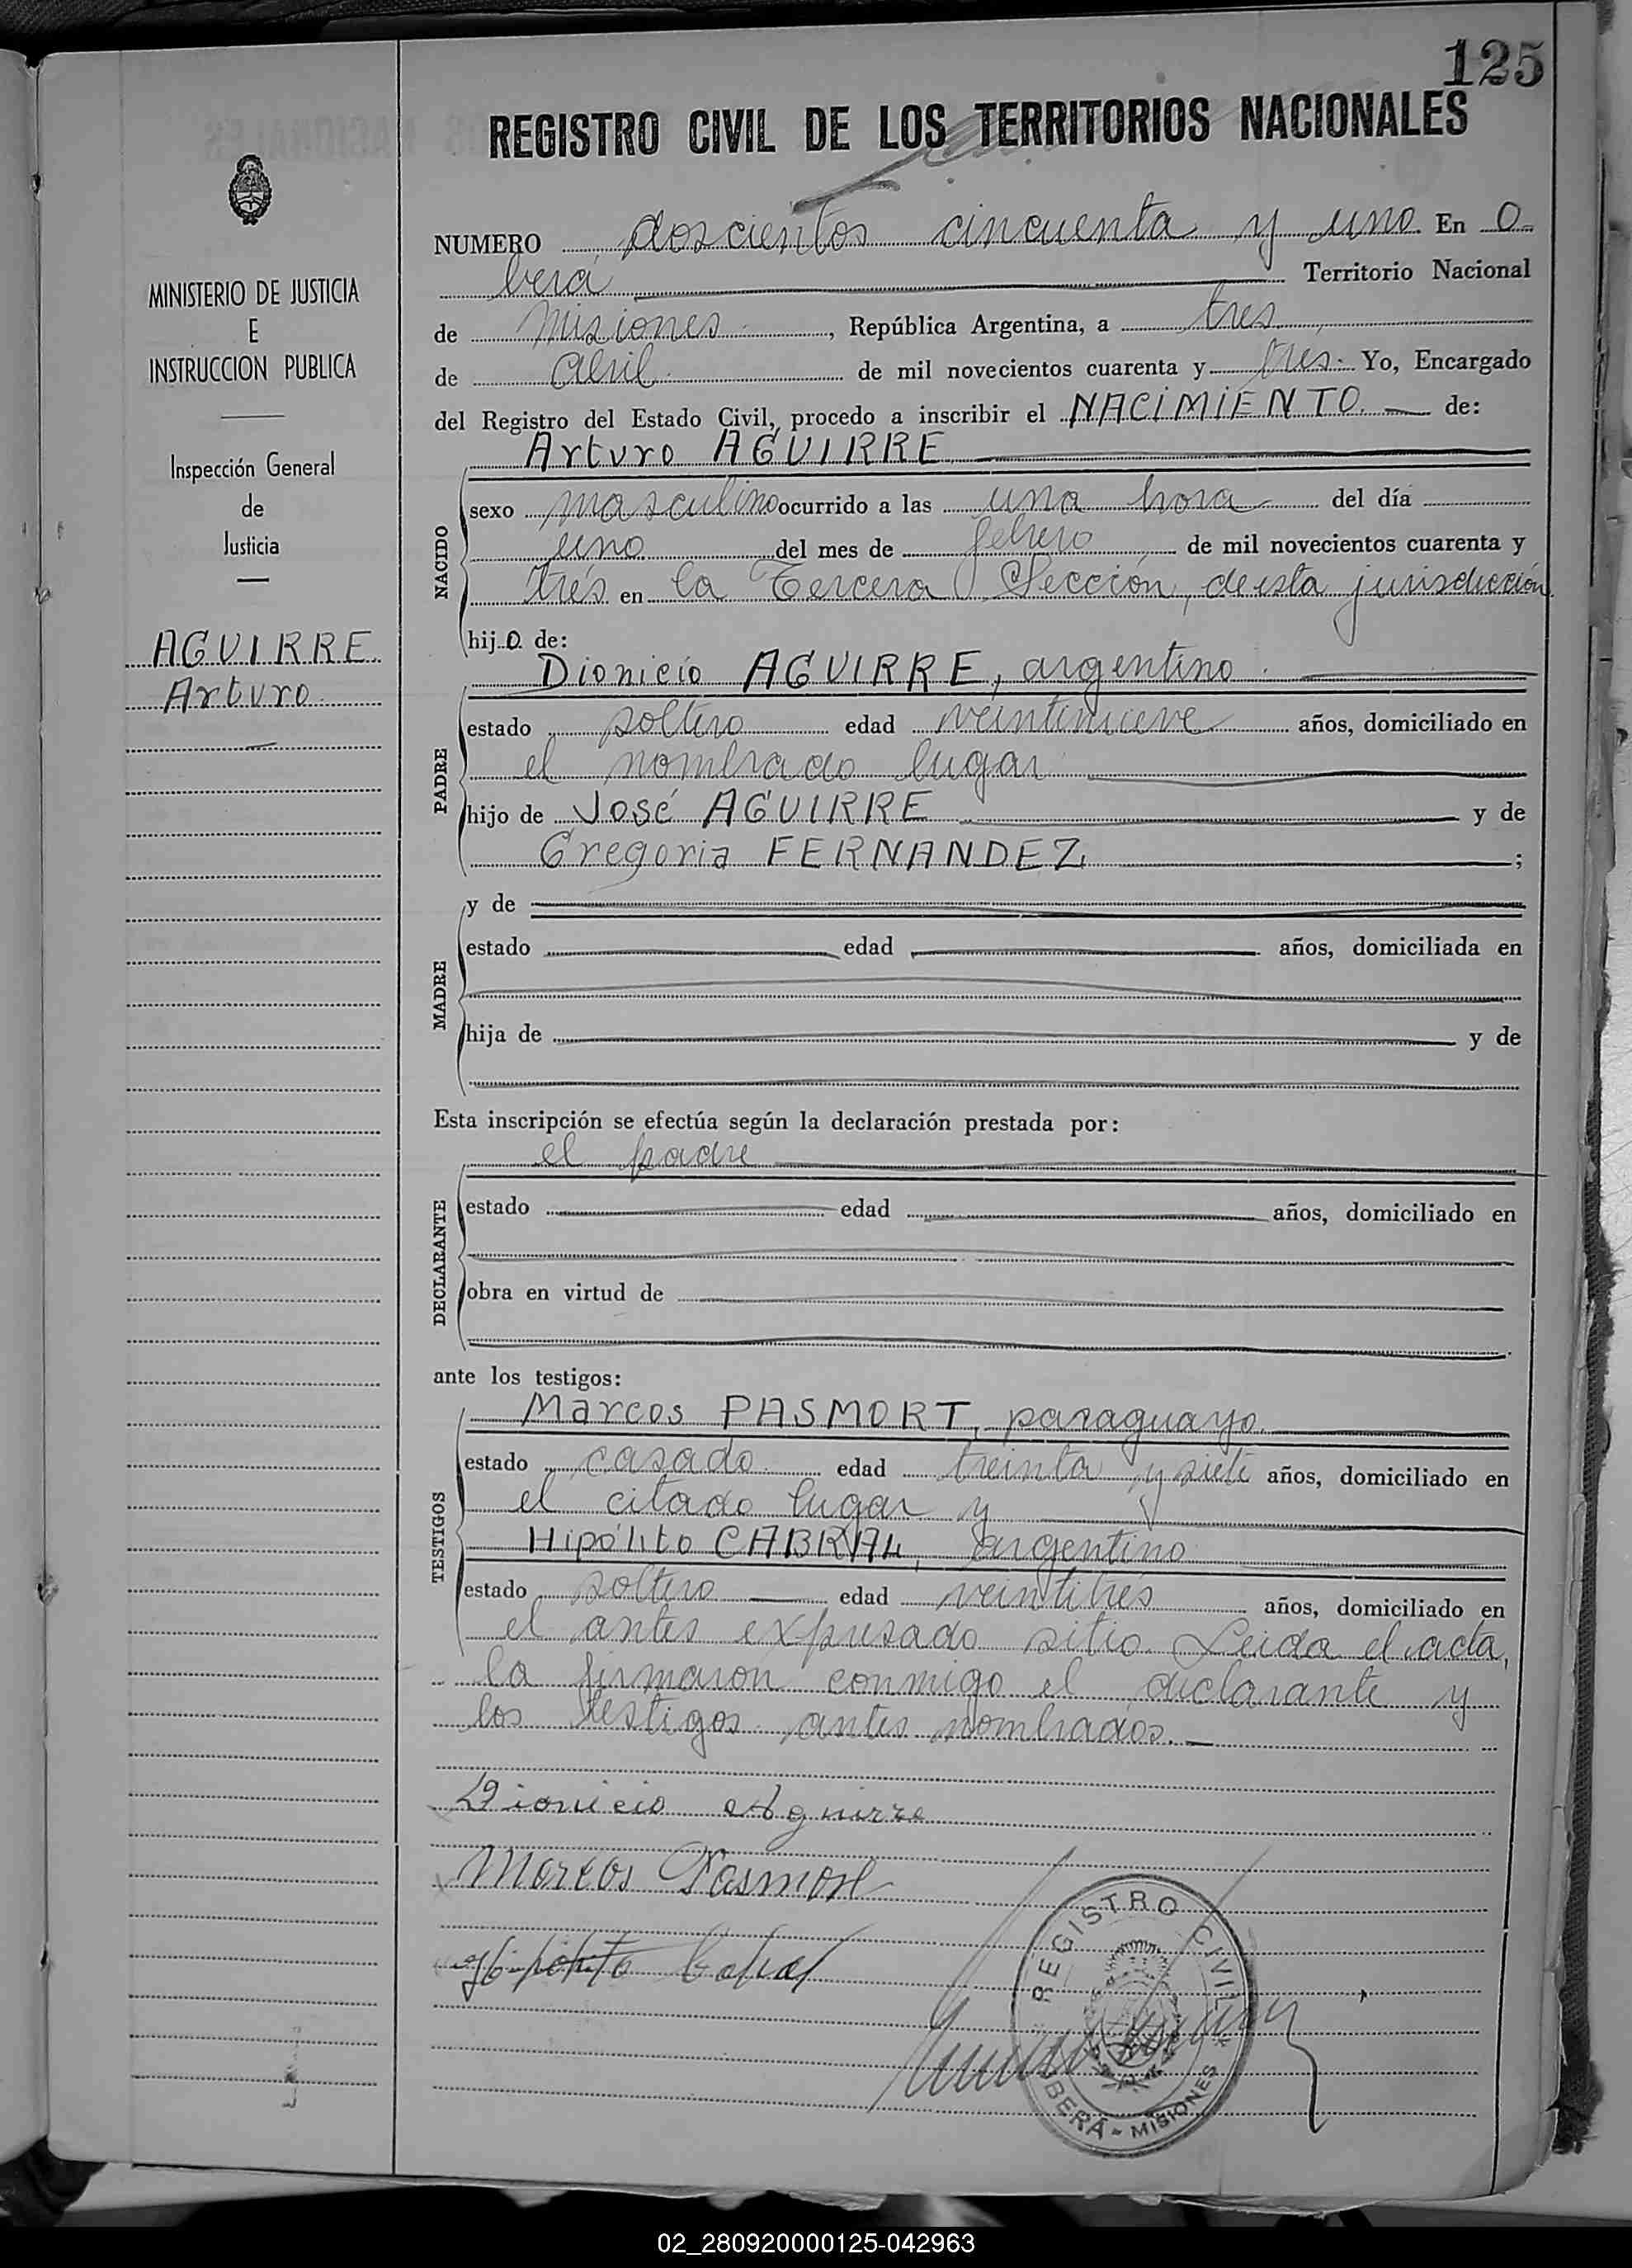 125
REGISTRO CIVIL DE LOS TERRITORIOS NACIONALES
NUMERO doscientos cincuenta y uno En O-
berá Territorio Nacional
de Misiones, República Argentina, a tres
de abril de mil novecientos cuarenta y tres. Yo, Encargado
del Registro del Estado Civil, procedo a inscribir el NACIMIENTO de:
Arturo AGUIRRE
NACIDO
sexo masculino ocurrido a las una hora del día
uno del mes de febrero de mil novecientos cuarenta y
trés en la Tercera Sección, de esta jurisdicción
hijo de:
PADRE
Dionicio AGUIRRE, argentino.
estado soltero edad veintinueve años, domiciliado en
el nombrado lugar
hijo de José AGUIRRE y de
Gregoria FERNANDEZ;
MADRE
y de
estado edad años, domiciliada en
hija de y de
Esta inscripción se efectúa según la declaración prestada por:
el padre
DECLARANTE
estado edad años, domiciliado en
obra en virtud de
ante los testigos:
TESTIGOS
Marcos PASMORT, paraguayo.
estado casado edad treinta y siete años, domiciliado en
el citado lugar y
Hipólito CABRAL, argentino
estado soltero edad veintitrés años, domiciliado en
el antes expresado sitio. Leida el acta,
la firmaron conmigo el declarante y
los testigos antes nombrados.
Dionicio Aguirre
Marcos Pasmort
Hipolito Cabral
REGISTRO CIVIL
OBERÁ - MISIONES
MINISTERIO DE JUSTICIA
E
INSTRUCCION PUBLICA
Inspección General
de
Justicia
AGUIRRE
Arturo
02_280920000125-042963